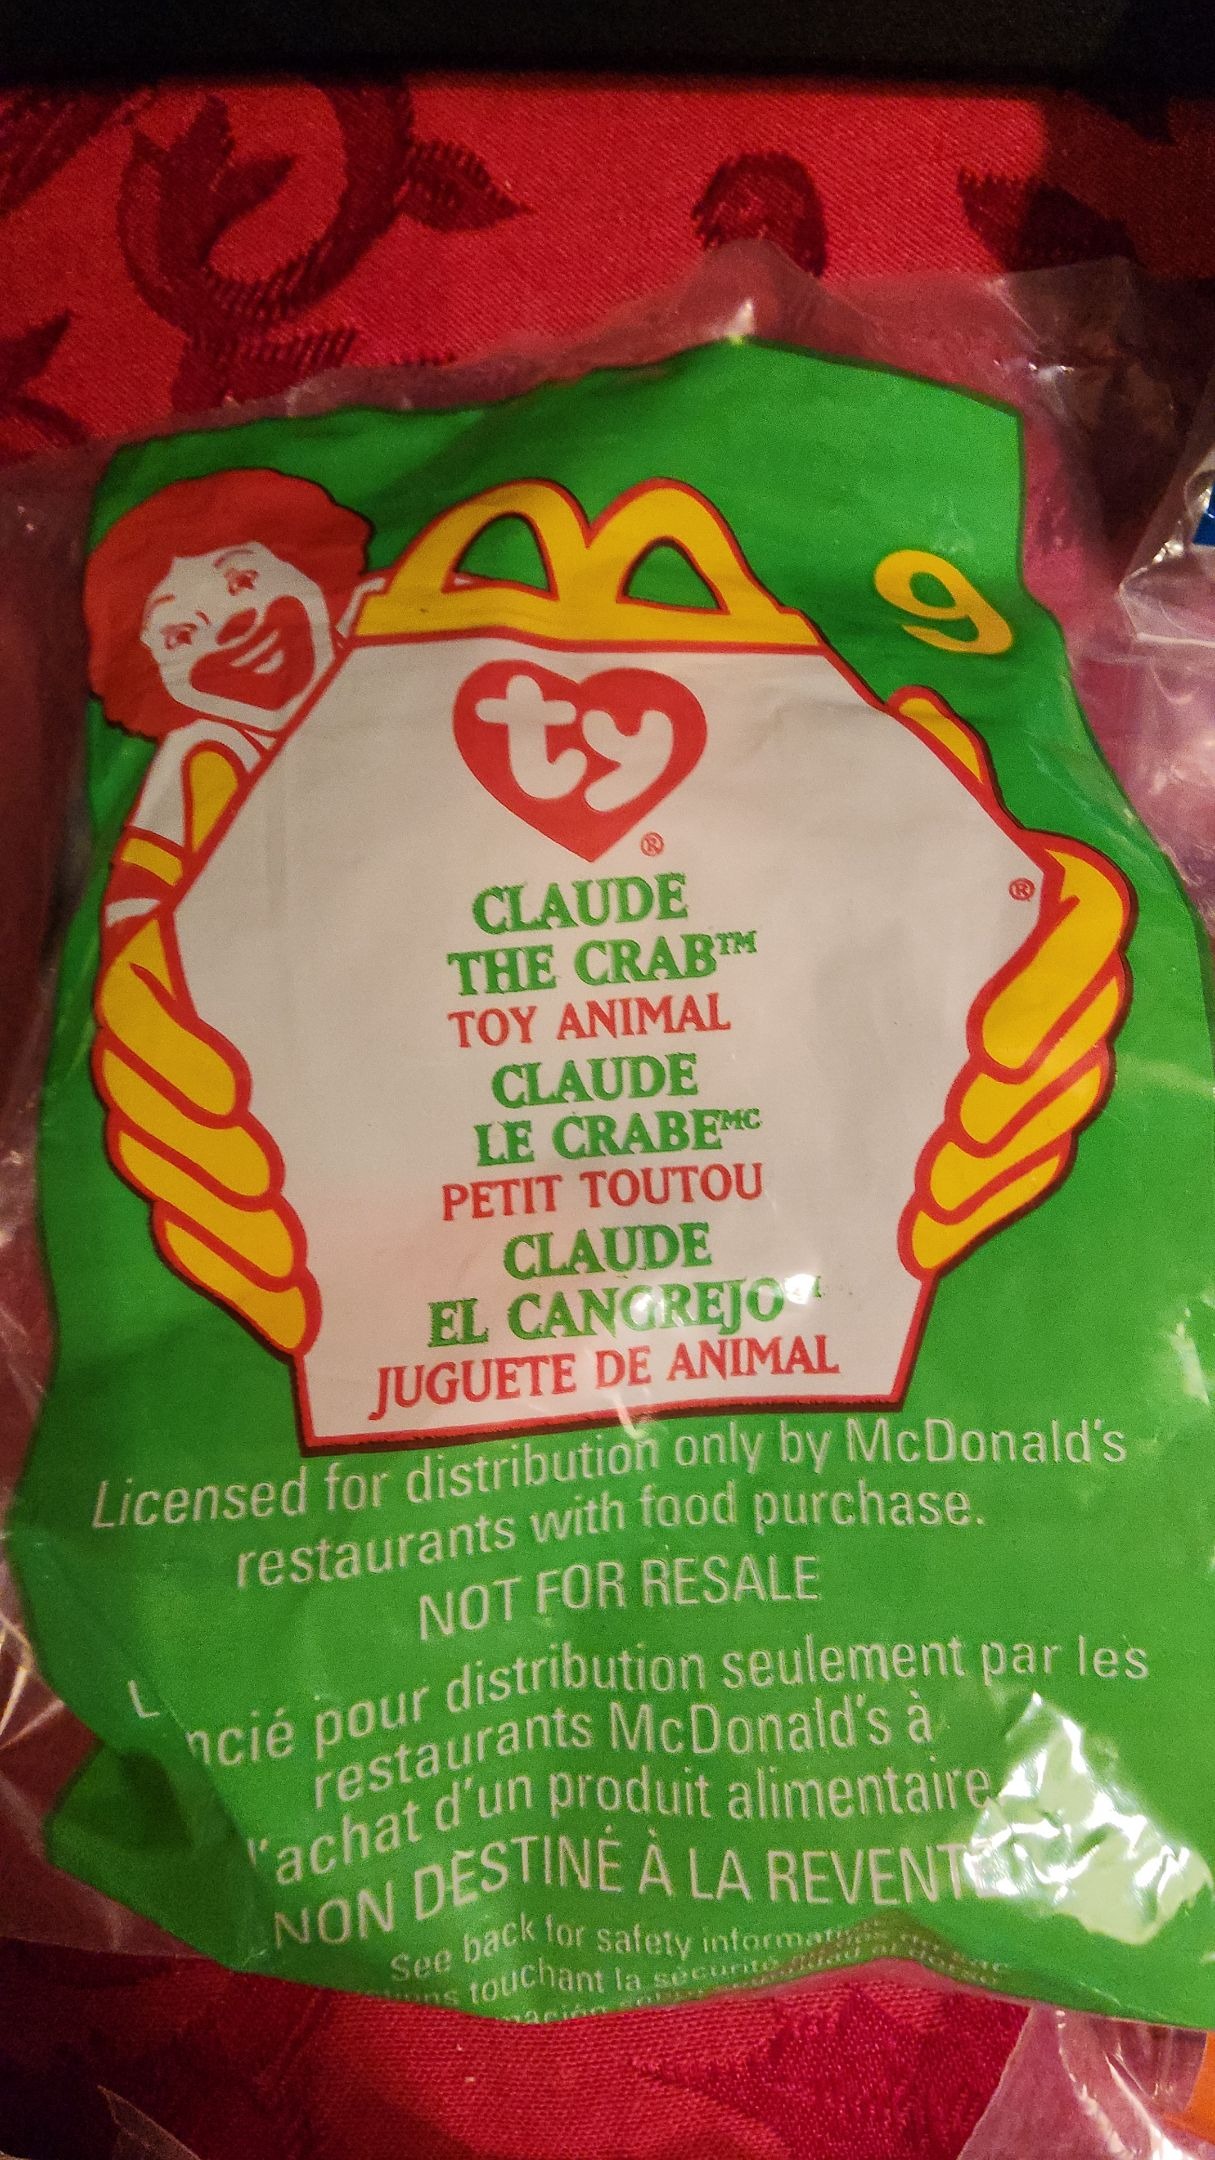 9
ty
®
®
CLAUDE
THE CRAB™
TOY ANIMAL
CLAUDE
LE CRABEMC
PETIT TOUTOU
CLAUDE
EL CANGREJO
JUGUETE DE ANIMAL
Licensed for distribution only by McDonald's
restaurants with food purchase.
NOT FOR RESALE
pour distribution seulement par les
restaurants McDonald's à
l'achat d'un produit alimentaire
NON DESTINÉ À LA REVENTE
See back for safety
touchant la sécurité